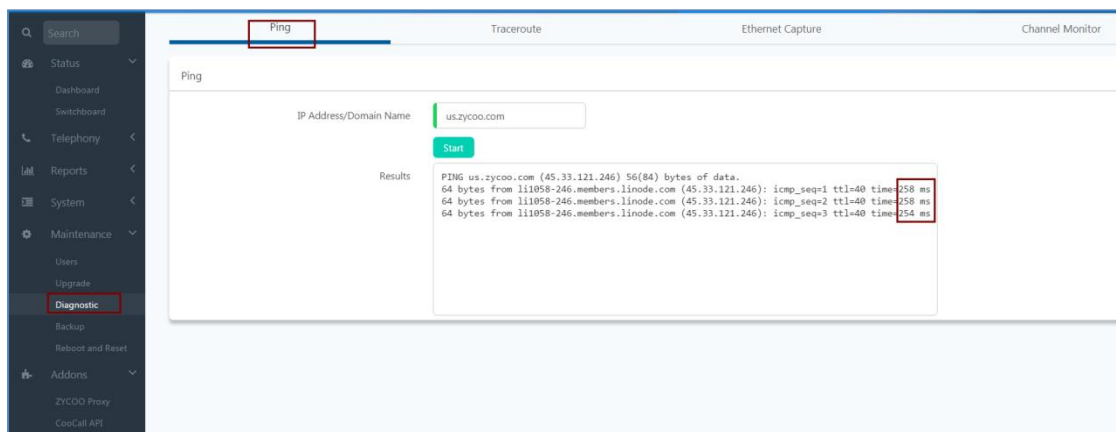 Search
Status
Dashboard
Switchboard
Telephony
Reports
System
Maintenance
Users
Upgrade
Diagnostic
Backup
Reboot and Reset
Addons
ZYCOO Proxy
CooCall API
Ping Traceroute Ethernet Capture Channel Monitor
Ping
IP Address/Domain Name us.zycoo.com
Start
Results
PING us.zycoo.com (45.33.121.246) 56(84) bytes of data.
64 bytes from li1058-246.members.linode.com (45.33.121.246): icmp_seq=1 ttl=40 time=258 ms
64 bytes from li1058-246.members.linode.com (45.33.121.246): icmp_seq=2 ttl=40 time=258 ms
64 bytes from li1058-246.members.linode.com (45.33.121.246): icmp_seq=3 ttl=40 time=254 ms